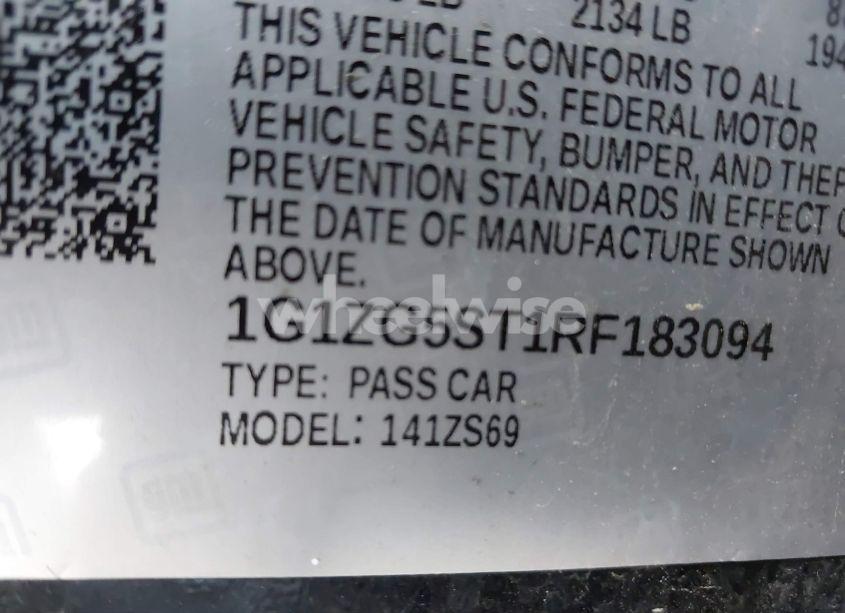 2134 LB
THIS VEHICLE CONFORMS TO ALL
APPLICABLE U.S. FEDERAL MOTOR
VEHICLE SAFETY, BUMPER, AND THEF
PREVENTION STANDARDS IN EFFECT O
THE DATE OF MANUFACTURE SHOWN
ABOVE.
wheelwise
1G1ZG5ST1RF183094
TYPE: PASS CAR
MODEL: 141ZS69